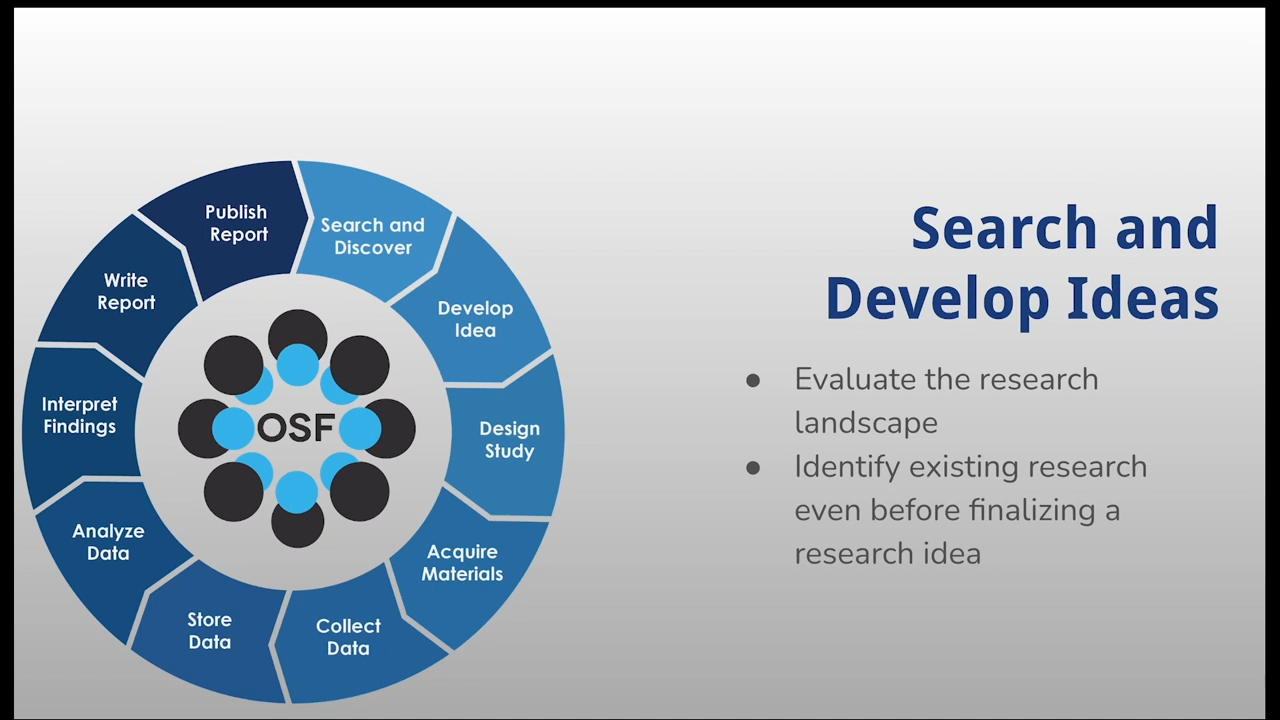 Publish
Report
Search and
Discover
Develop
Idea
Design
Study
Acquire
Materials
Collect
Data
Store
Data
Analyze
Data
Interpret
Findings
Write
Report
OSF
Search and
Develop Ideas
● Evaluate the research
landscape
● Identify existing research
even before finalizing a
research idea